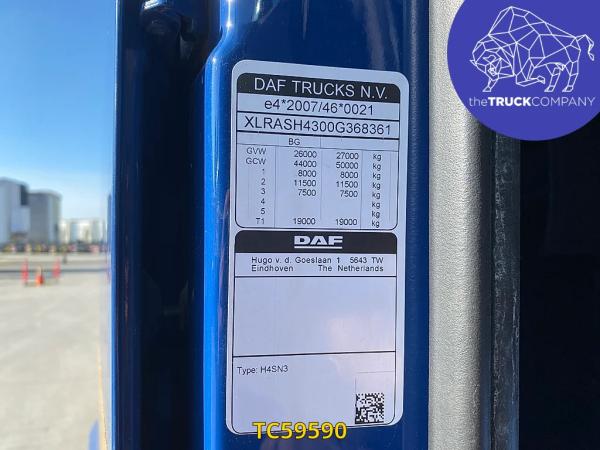 theTRUCKCOMPANY
DAF TRUCKS N.V.
e4*2007/46*0021
XLRASH4300G368361
BG
GVW 26000 27000 kg
GCW 44000 50000 kg
1 8000 8000 kg
2 11500 11500 kg
3 7500 7500 kg
4 kg
5 kg
T1 19000 19000 kg
DAF
Hugo v. d. Goeslaan 1 5643 TW
Eindhoven The Netherlands
Type: H4SN3
TC59590